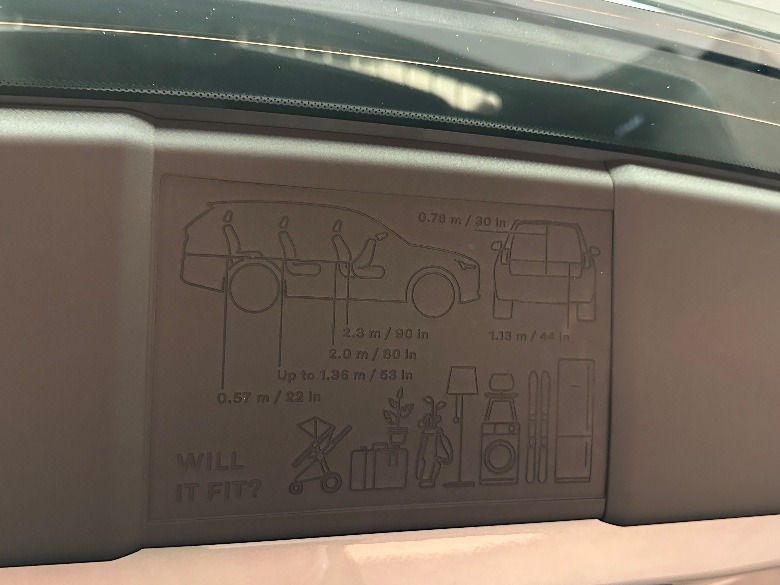 0.78 m / 30 in
2.3 m / 90 in
1.13 m / 44 in
2.0 m / 80 in
Up to 1.36 m / 53 in
0.57 m / 22 in
WILL
IT FIT?